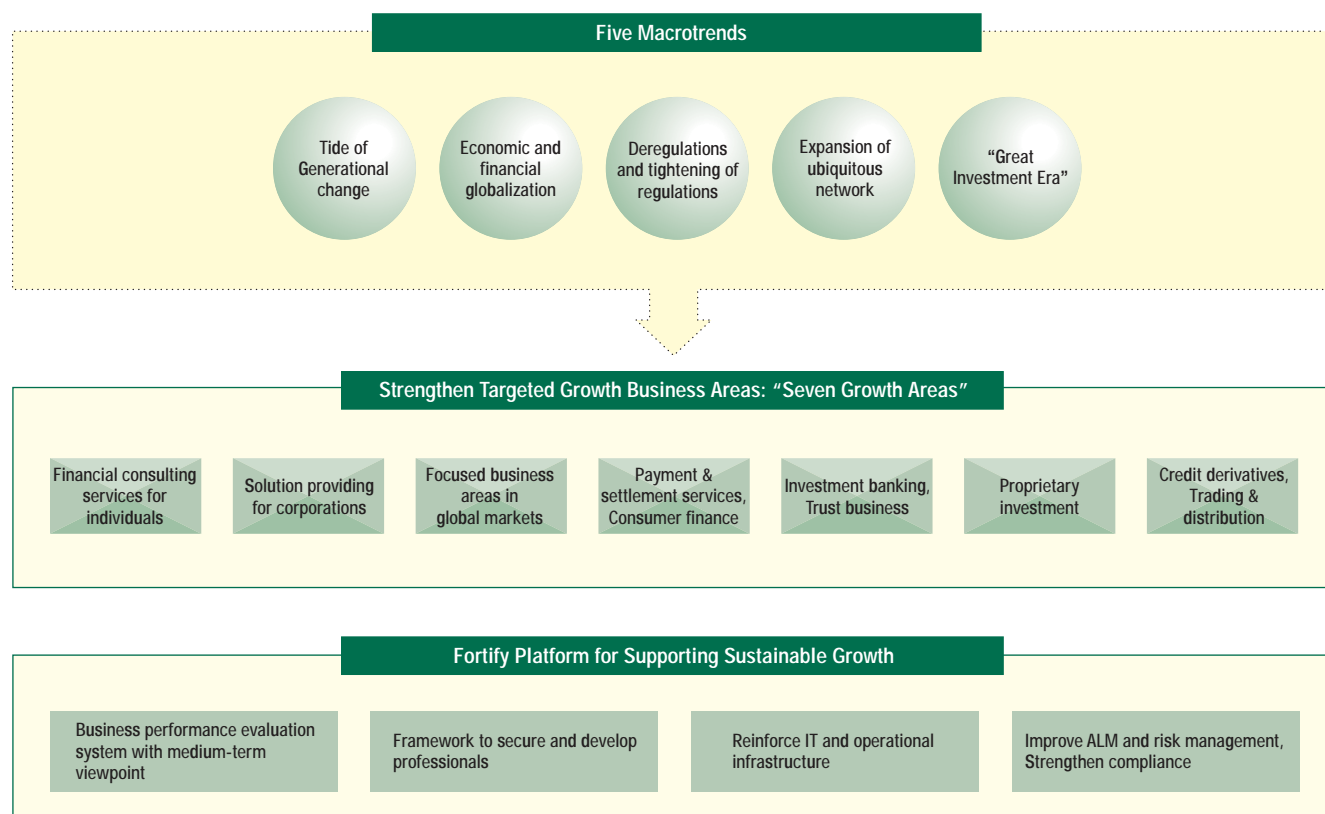 Five Macrotrends
Tide of
Generational
change
Economic and
financial
globalization
Deregulations
and tightening of
regulations
Expansion of
ubiquitous
network
“Great
Investment Era”
Strengthen Targeted Growth Business Areas: “Seven Growth Areas”
Financial consulting
services for
individuals
Solution providing
for corporations
Focused business
areas in
global markets
Payment &
settlement services,
Consumer finance
Investment banking,
Trust business
Proprietary
investment
Credit derivatives,
Trading &
distribution
Fortify Platform for Supporting Sustainable Growth
Business performance evaluation
system with medium-term
viewpoint
Framework to secure and develop
professionals
Reinforce IT and operational
infrastructure
Improve ALM and risk management,
Strengthen compliance